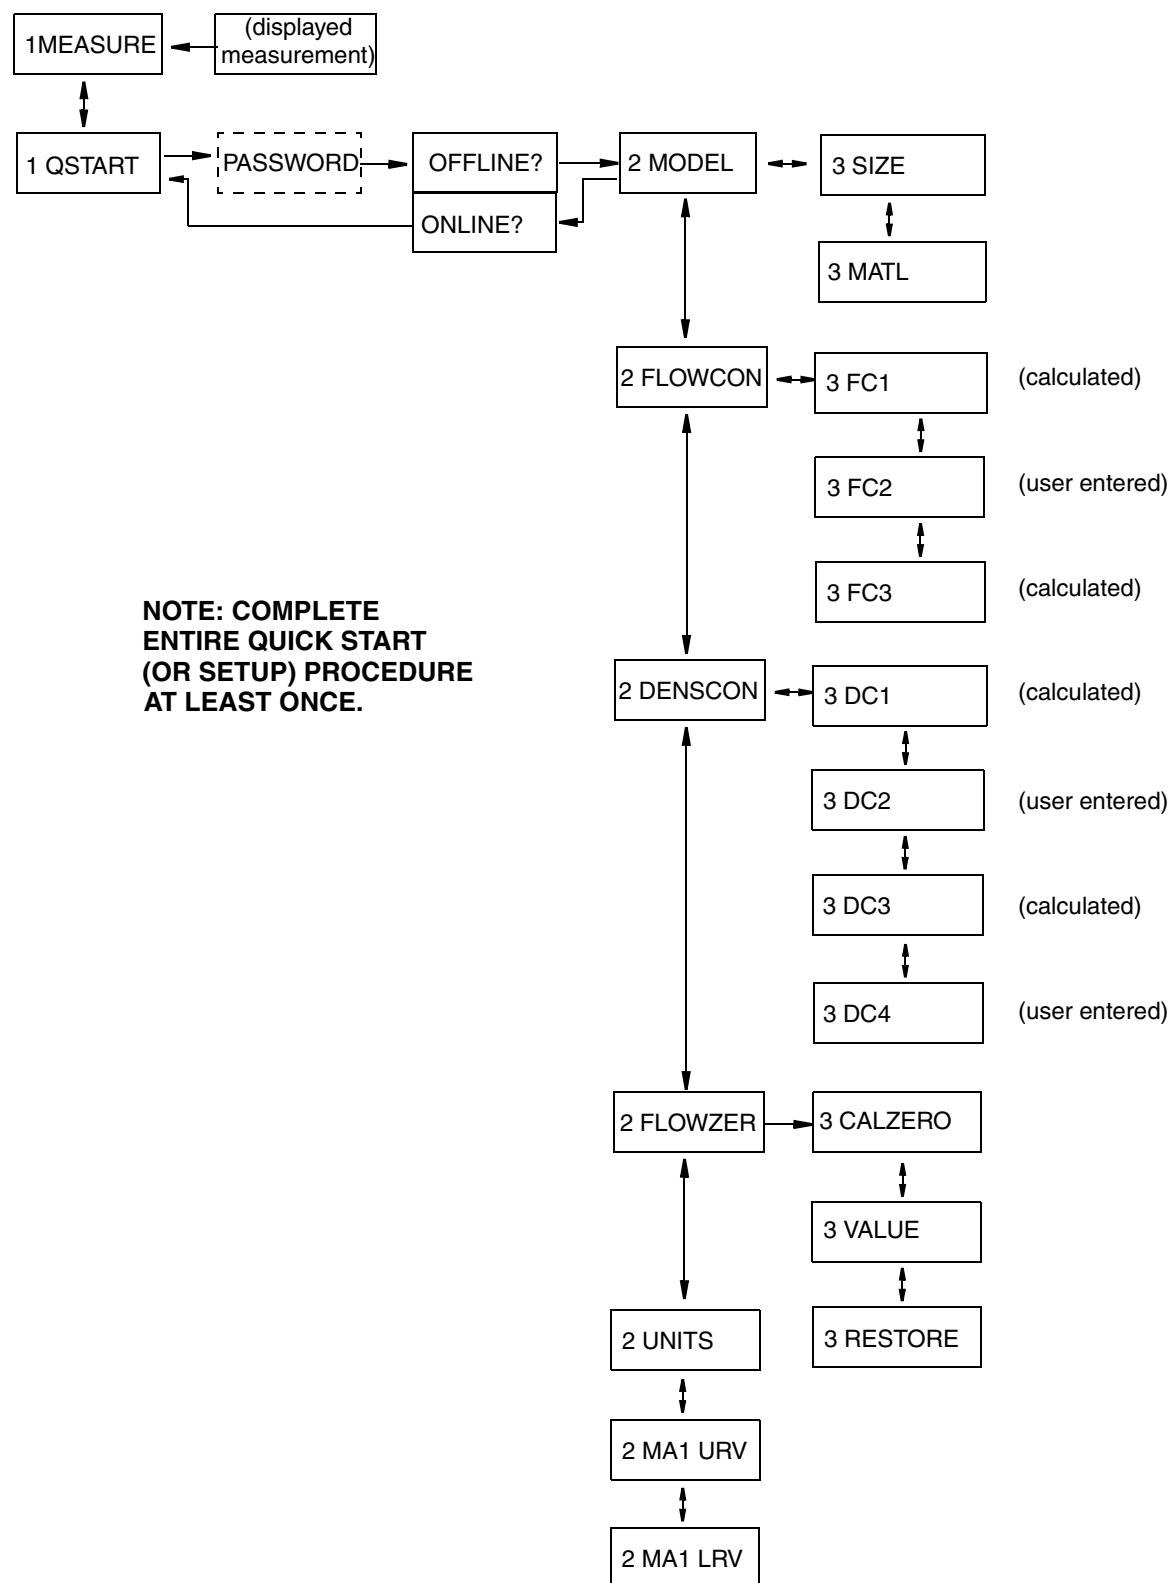 1MEASURE
(displayed
measurement)
1 QSTART
PASSWORD
OFFLINE?
2 MODEL
3 SIZE
ONLINE?
3 MATL
2 FLOWCON
3 FC1
(calculated)
3 FC2
(user entered)
3 FC3
(calculated)
NOTE: COMPLETE
ENTIRE QUICK START
(OR SETUP) PROCEDURE
AT LEAST ONCE.
2 DENSCON
3 DC1
(calculated)
3 DC2
(user entered)
3 DC3
(calculated)
3 DC4
(user entered)
2 FLOWZER
3 CALZERO
3 VALUE
2 UNITS
3 RESTORE
2 MA1 URV
2 MA1 LRV